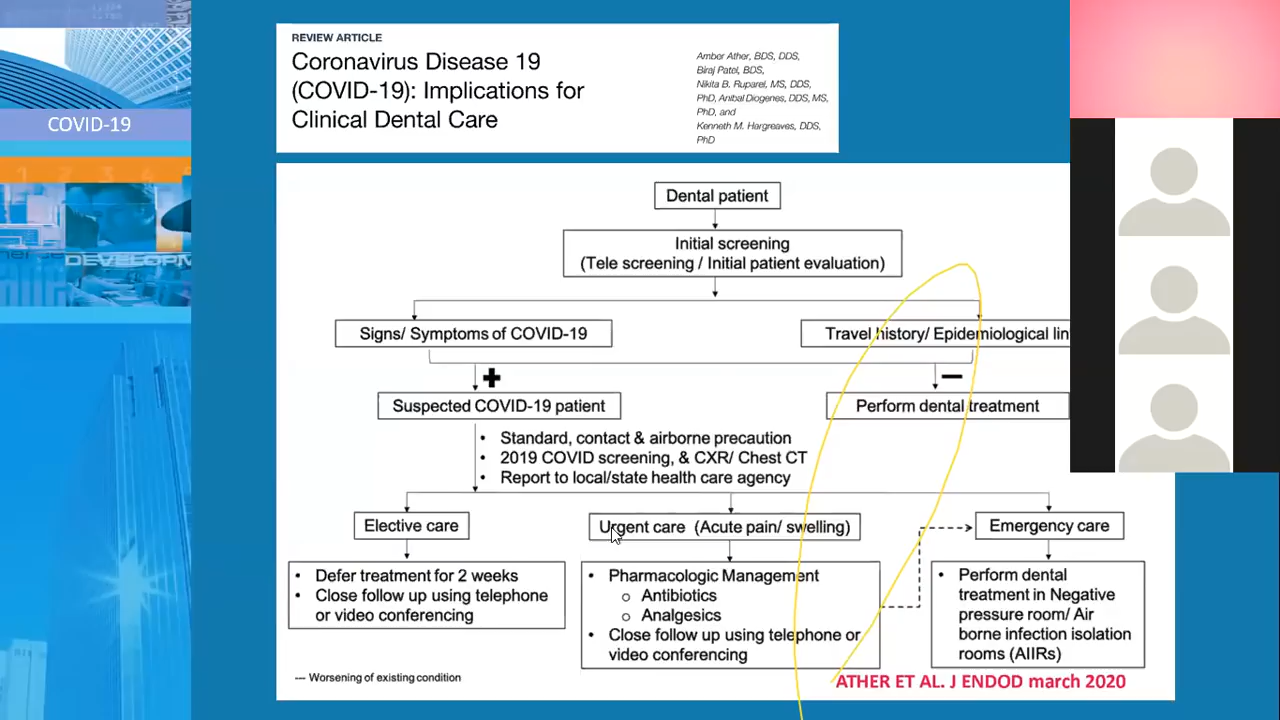 COVID-19
DEVELOPM
REVIEW ARTICLE
Coronavirus Disease 19
(COVID-19): Implications for
Clinical Dental Care
Amber Ather, BDS, DDS,
Biraj Patel, BDS,
Nikita B. Ruparel, MS, DDS,
PhD, Anibal Diogenes, DDS, MS,
PhD, and
Kenneth M. Hargreaves, DDS,
PhD
Dental patient
Initial screening
(Tele screening / Initial patient evaluation)
Signs/ Symptoms of COVID-19
Travel history/ Epidemiological lin
+
−
Suspected COVID-19 patient
Perform dental treatment
• Standard, contact & airborne precaution
• 2019 COVID screening, & CXR/ Chest CT
• Report to local/state health care agency
Elective care
Urgent care (Acute pain/ swelling)
Emergency care
• Defer treatment for 2 weeks
• Close follow up using telephone
or video conferencing
• Pharmacologic Management
o Antibiotics
o Analgesics
• Close follow up using telephone or
video conferencing
• Perform dental
treatment in Negative
pressure room/ Air
borne infection isolation
rooms (AIIRs)
--- Worsening of existing condition
ATHER ET AL. J ENDOD march 2020